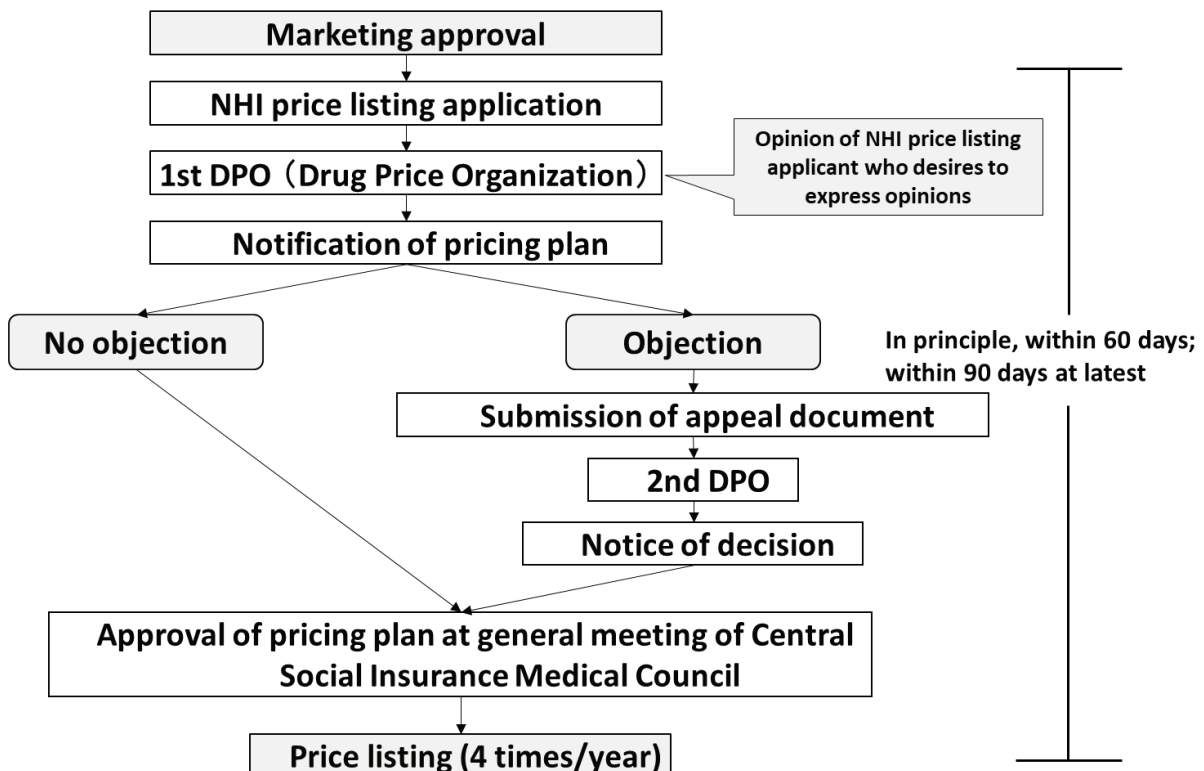 Marketing approval
NHI price listing application
1st DPO（Drug Price Organization）
Opinion of NHI price listing
applicant who desires to
express opinions
Notification of pricing plan
No objection
Objection
In principle, within 60 days;
within 90 days at latest
Submission of appeal document
2nd DPO
Notice of decision
Approval of pricing plan at general meeting of Central
Social Insurance Medical Council
Price listing (4 times/year)